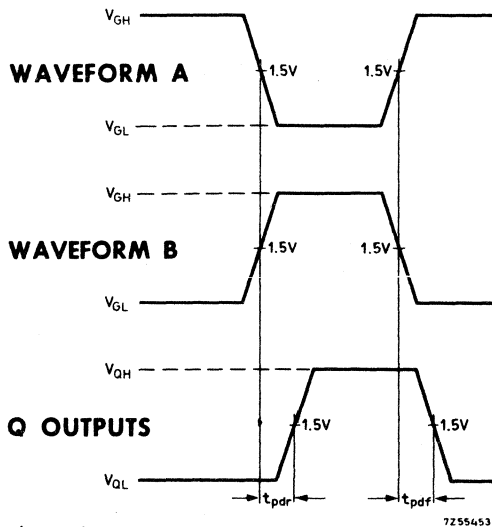 VGH
WAVEFORM A
1.5V
1.5V
VGL
VGH
WAVEFORM B
1.5V
1.5V
VGL
VQH
Q OUTPUTS
1.5V
1.5V
VQL
tpdr
tpdf
7Z55453